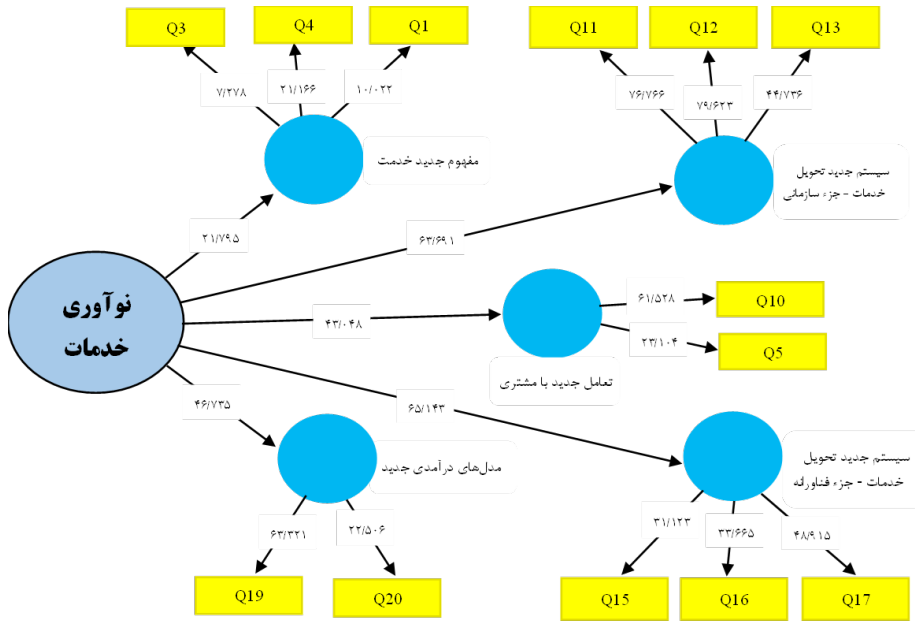 Q3
Q4
Q1
Q11
Q12
Q13
۷/۲۷۸
۲۱/۱۶۶
۱۰/۰۲۲
۷۶/۷۶۶
۷۹/۶۲۳
۴۴/۷۳۶
مفهوم جدید خدمت
سیستم جدید تحویل
خدمات - جزء سازمانی
۲۱/۷۹۵
۶۳/۶۹۱
نوآوری
خدمات
۴۳/۰۴۸
۶۱/۵۲۸
Q10
۲۳/۱۰۴
Q5
تعامل جدید با مشتری
۴۶/۷۳۵
۶۵/۱۴۳
مدل‌های درآمدی جدید
سیستم جدید تحویل
خدمات - جزء فناورانه
۶۳/۳۲۱
۲۲/۵۰۶
۳۱/۱۲۳
۳۳/۶۶۵
۴۸/۹۱۵
Q19
Q20
Q15
Q16
Q17